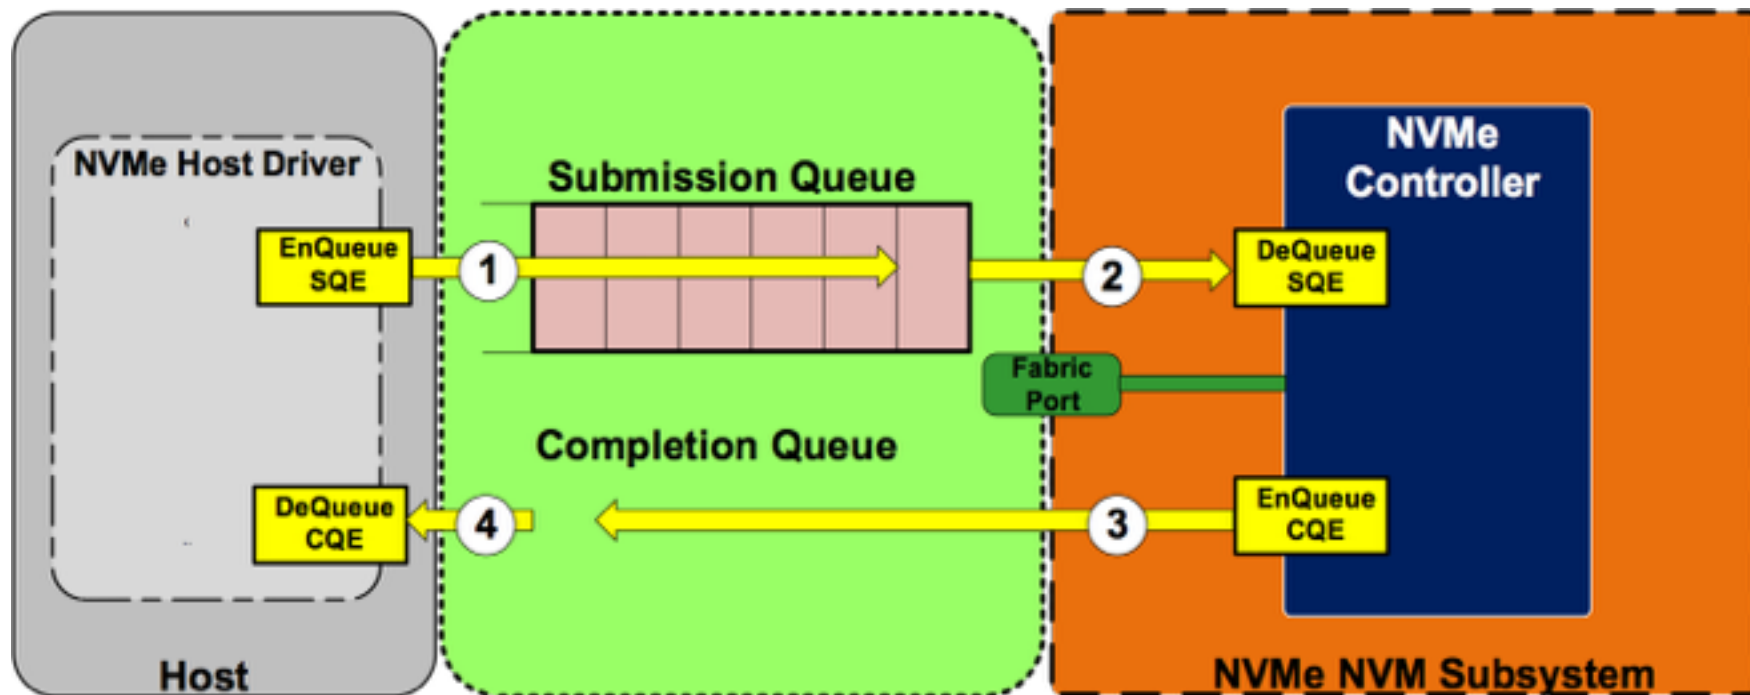 NVMe Host Driver
EnQueue
SQE
1
Submission Queue
2
DeQueue
SQE
NVMe
Controller
Fabric
Port
Completion Queue
DeQueue
CQE
4
3
EnQueue
CQE
Host
NVMe NVM Subsystem